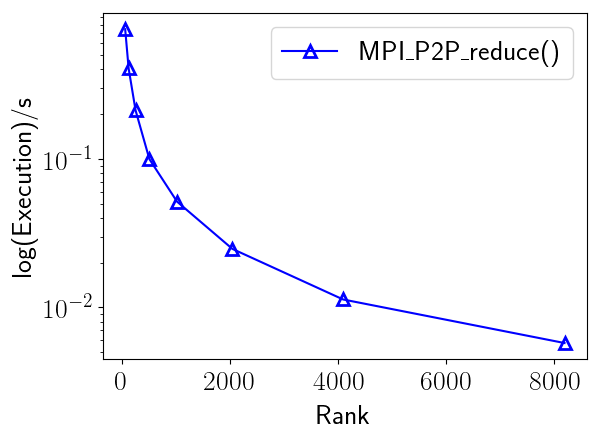 MPI_P2P_reduce()
log(Execution)/s
10⁻¹
10⁻²
0 2000 4000 6000 8000
Rank